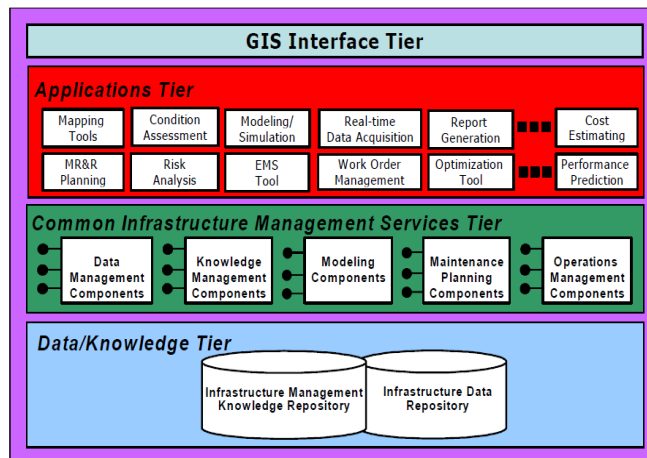 GIS Interface Tier
Applications Tier
Mapping
Tools
Condition
Assessment
Modeling/
Simulation
Real-time
Data Acquisition
Report
Generation
Cost
Estimating
MR&R
Planning
Risk
Analysis
EMS
Tool
Work Order
Management
Optimization
Tool
Performance
Prediction
Common Infrastructure Management Services Tier
Data
Management
Components
Knowledge
Management
Components
Modeling
Components
Maintenance
Planning
Components
Operations
Management
Components
Data/Knowledge Tier
Infrastructure Management
Knowledge Repository
Infrastructure Data
Repository